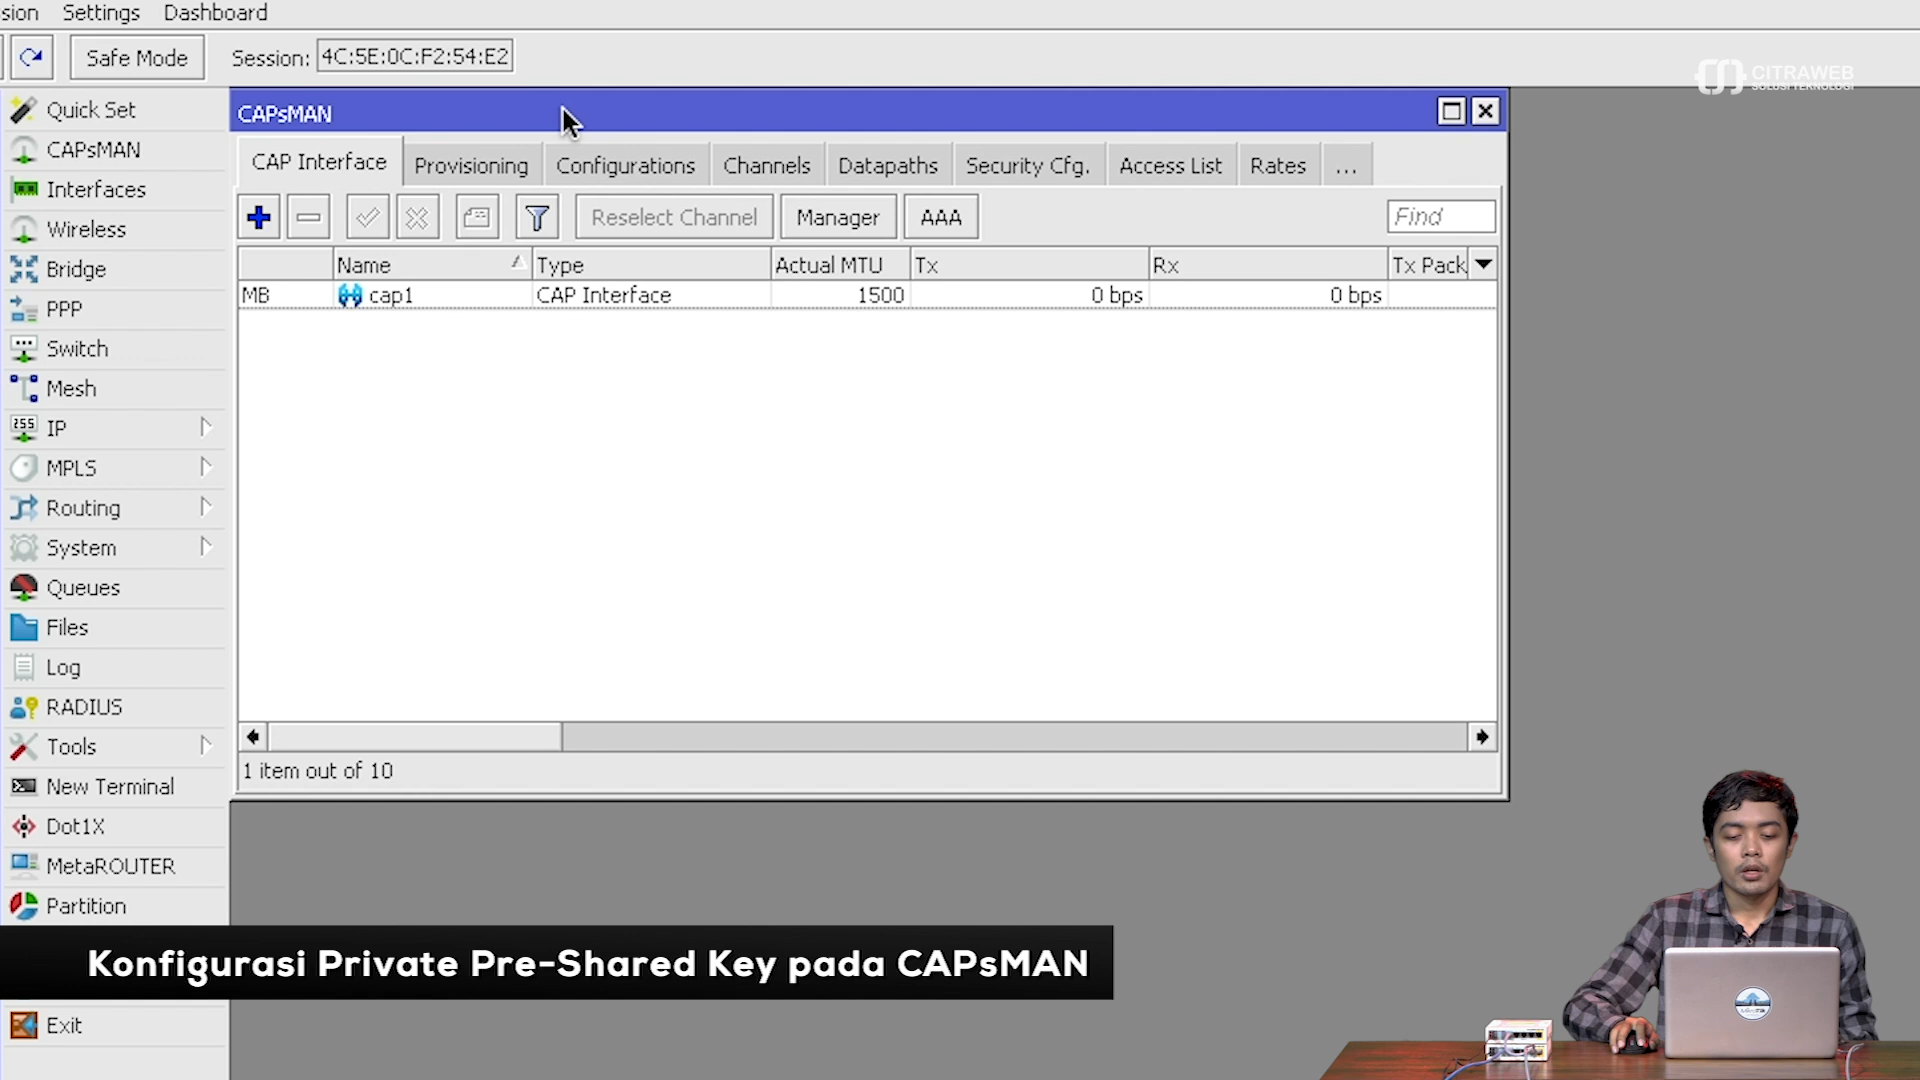 sion Settings Dashboard
Safe Mode Session: 4C:5E:0C:F2:54:E2
CITRAWEB
SOLUSI TEKNOLOGI
Quick Set
CAPsMAN
Interfaces
Wireless
Bridge
PPP
Switch
Mesh
255 IP
MPLS
Routing
System
Queues
Files
Log
RADIUS
Tools
New Terminal
Dot1X
MetaROUTER
Partition
Exit
CAPsMAN
CAP Interface Provisioning Configurations Channels Datapaths Security Cfg. Access List Rates ...
Reselect Channel Manager AAA Find
Name Type Actual MTU Tx Rx Tx Pack
MB cap1 CAP Interface 1500 0 bps 0 bps
1 item out of 10
Konfigurasi Private Pre-Shared Key pada CAPsMAN